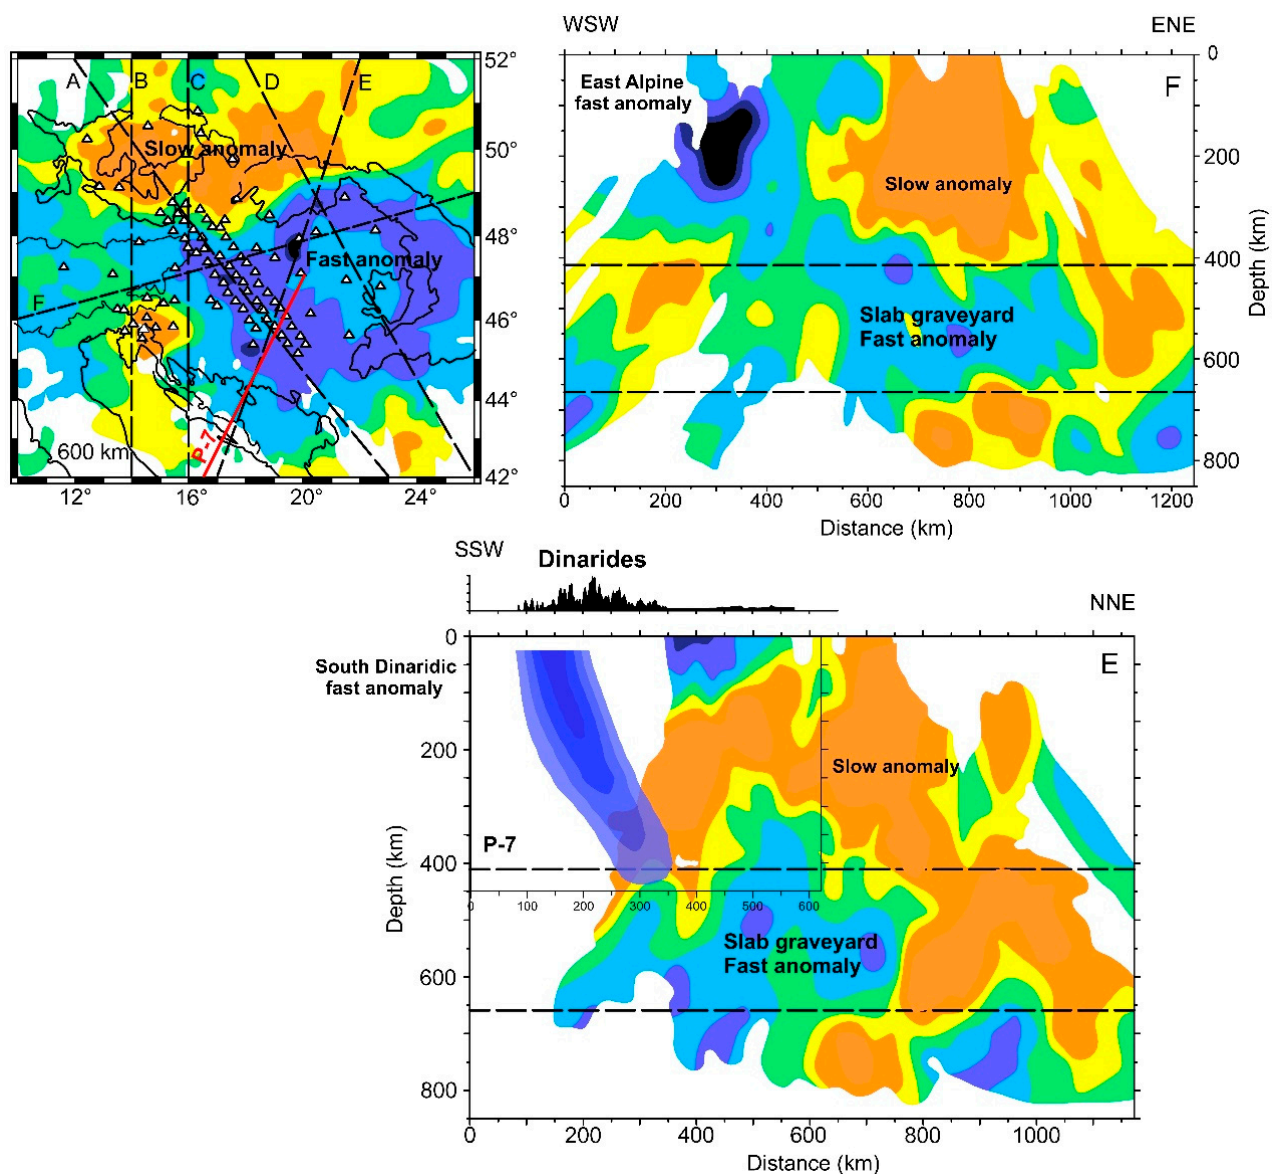 A
B
C
D
E
F
Slow anomaly
Fast anomaly
P-7
600 km
52°
50°
48°
46°
44°
42°
12°
16°
20°
24°
WSW
ENE
East Alpine
fast anomaly
F
Slow anomaly
Slab graveyard
Fast anomaly
0
200
400
600
800
Depth (km)
0 200 400 600 800 1000 1200
Distance (km)
SSW
Dinarides
NNE
South Dinaridic
fast anomaly
E
Slow anomaly
P-7
0 100 200 300 400 500 600
Slab graveyard
Fast anomaly
0
200
400
600
800
Depth (km)
0 200 400 600 800 1000
Distance (km)